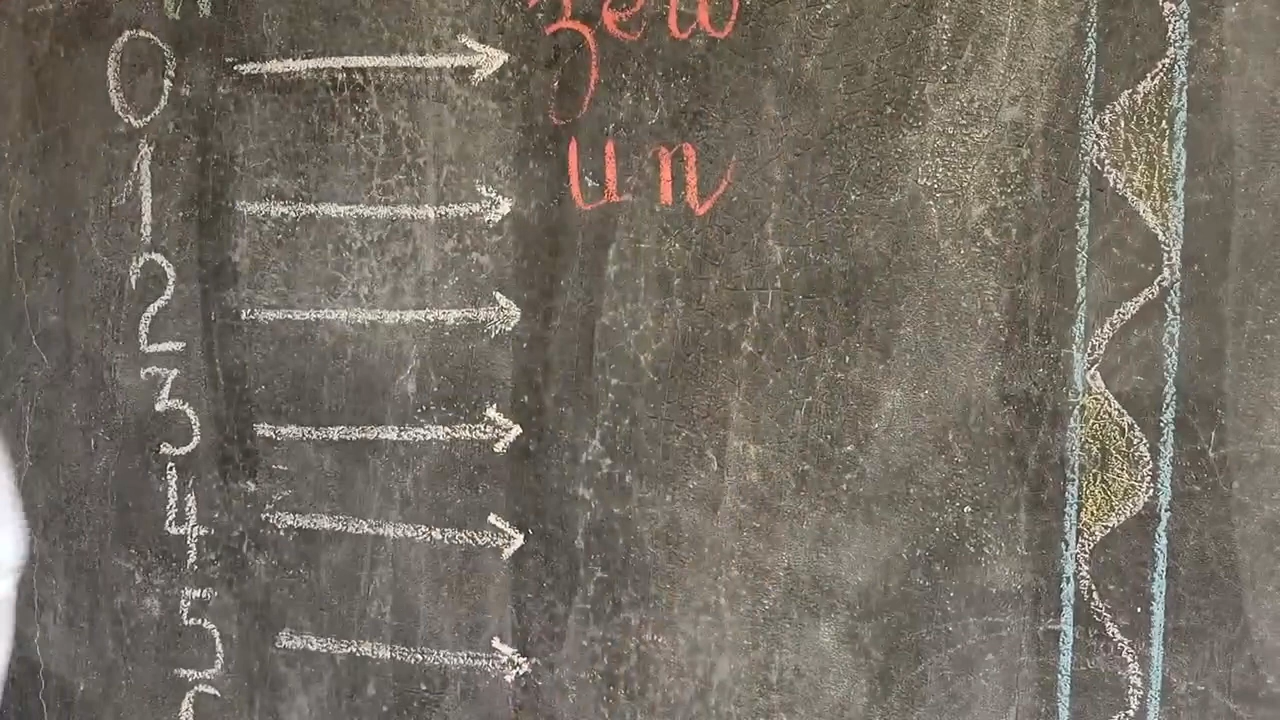 0 → zero
1 → un
2 →
3 →
4 →
5 →